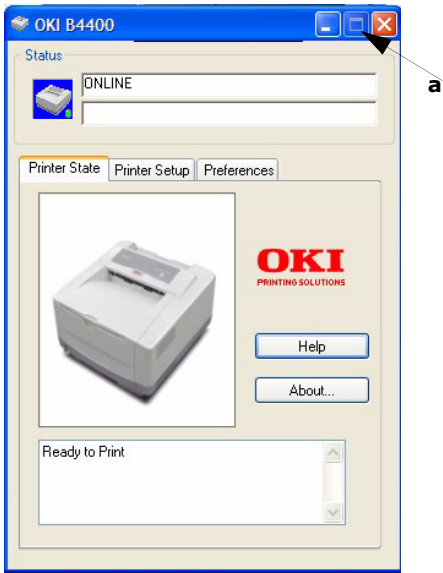 OKI B4400
a
Status
ONLINE
Printer State Printer Setup Preferences
OKI
PRINTING SOLUTIONS
Help
About...
Ready to Print